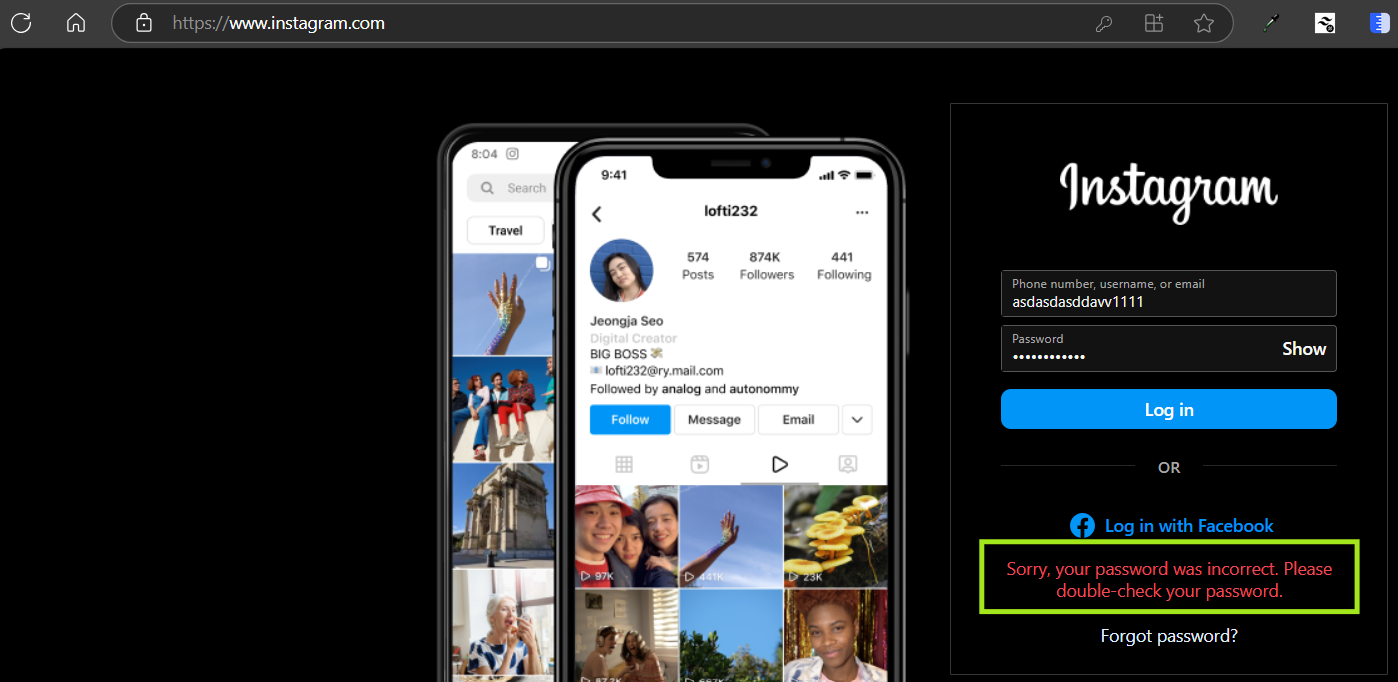 https://www.instagram.com
8:04
Search
Travel
9:41
lofti232
574
874K
441
Posts
Followers
Following
Jeongja Seo
Digital Creator
BIG BOSS
lofti232@ry.mail.com
Followed by analog and autonommy
Follow
Message
Email
97K
441K
23K
Instagram
Phone number, username, or email
asdasdasddavv1111
Password
••••••••••••
Show
Log in
OR
Log in with Facebook
Sorry, your password was incorrect. Please
double-check your password.
Forgot password?